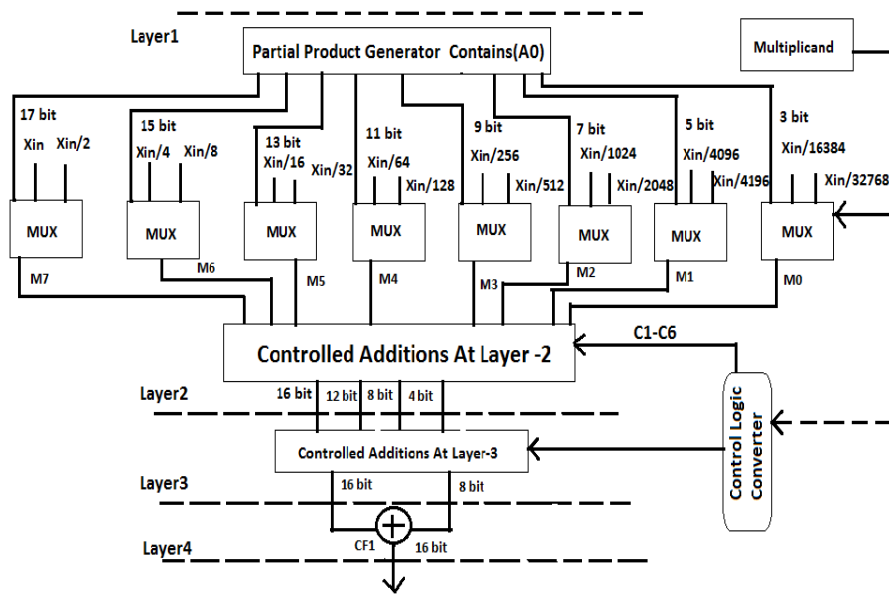 Layer1
Partial Product Generator Contains(A0)
Multiplicand
17 bit
15 bit
13 bit
11 bit
9 bit
7 bit
5 bit
3 bit
Xin
Xin/2
Xin/4
Xin/8
Xin/16
Xin/32
Xin/64
Xin/128
Xin/256
Xin/512
Xin/1024
Xin/2048
Xin/4096
Xin/4196
Xin/16384
Xin/32768
MUX
MUX
MUX
MUX
MUX
MUX
MUX
MUX
M7
M6
M5
M4
M3
M2
M1
M0
Controlled Additions At Layer -2
C1-C6
Layer2
16 bit
12 bit
8 bit
4 bit
Controlled Additions At Layer-3
Control Logic
Converter
Layer3
16 bit
8 bit
Layer4
CF1
16 bit